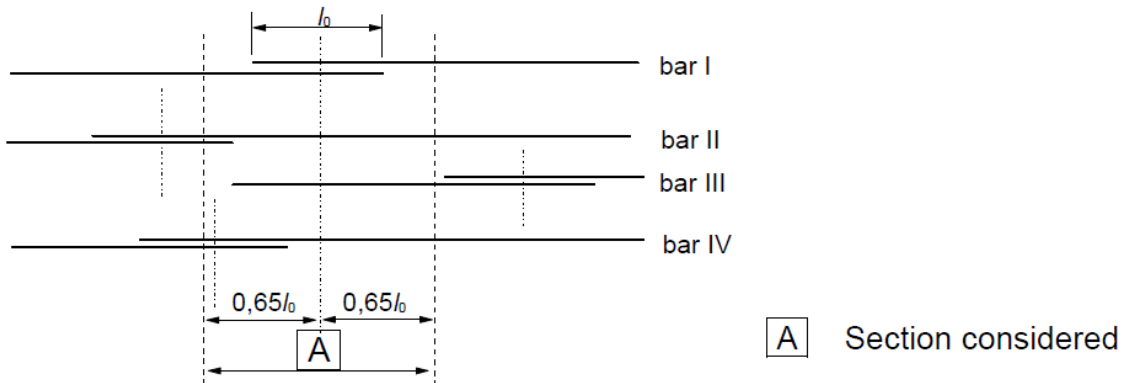 l₀
bar I
bar II
bar III
bar IV
0,65l₀ 0,65l₀
A
A Section considered